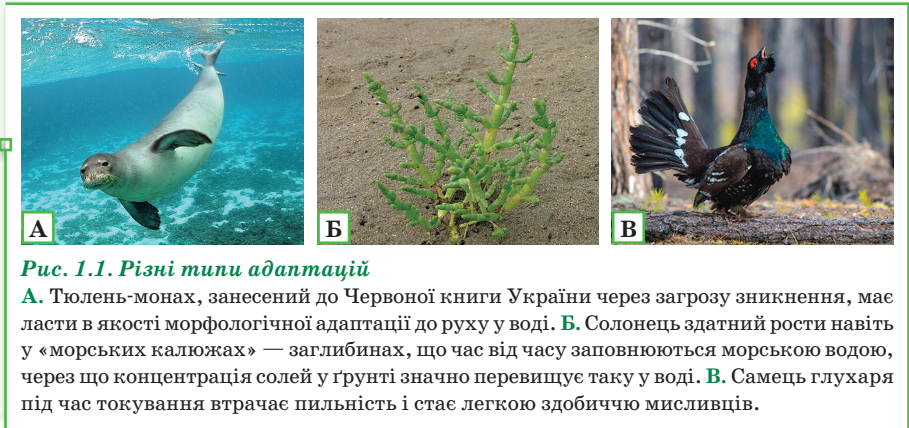 А
Б
В
Рис. 1.1. Різні типи адаптацій
А. Тюлень-монах, занесений до Червоної книги України через загрозу зникнення, має
ласти в якості морфологічної адаптації до руху у воді. Б. Солонець здатний рости навіть
у «морських калюжах» — заглибинах, що час від часу заповнюються морською водою,
через що концентрація солей у ґрунті значно перевищує таку у воді. В. Самець глухаря
під час токування втрачає пильність і стає легкою здобиччю мисливців.